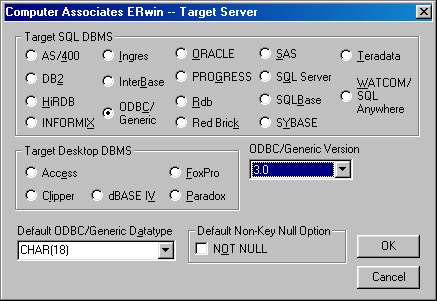 Computer Associates ERwin -- Target Server
Target SQL DBMS
AS/400
Ingres
ORACLE
SAS
Teradata
DB2
InterBase
PROGRESS
SQL Server
WATCOM/
SQL
Anywhere
HiRDB
ODBC/
Generic
Rdb
SQLBase
INFORMIX
Red Brick
SYBASE
Target Desktop DBMS
Access
FoxPro
Clipper
dBASE IV
Paradox
ODBC/Generic Version
3.0
Default ODBC/Generic Datatype
CHAR(18)
Default Non-Key Null Option
NOT NULL
OK
Cancel